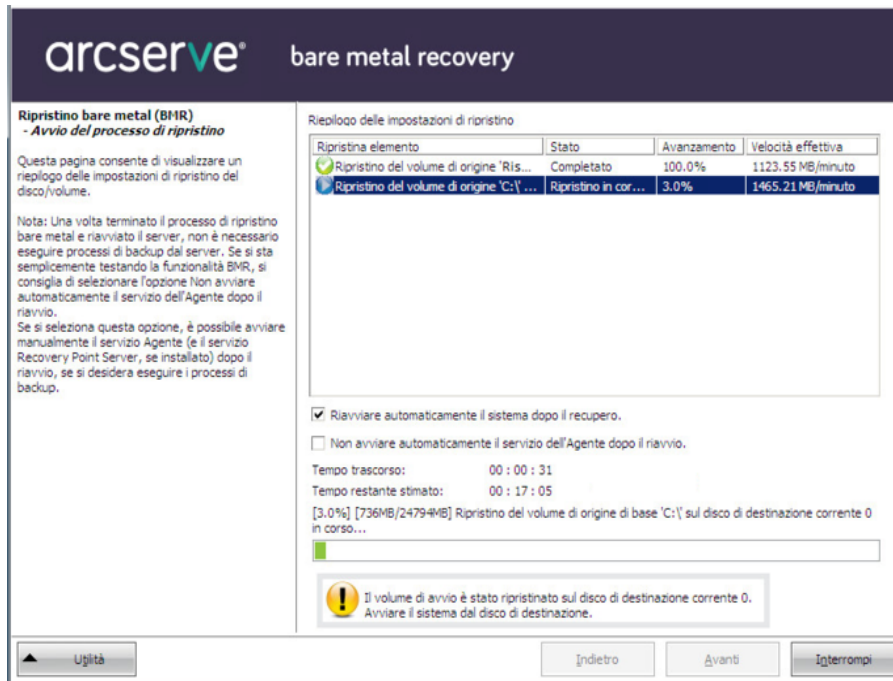 arcserve® bare metal recovery
Ripristino bare metal (BMR)
- Avvio del processo di ripristino
Questa pagina consente di visualizzare un
riepilogo delle impostazioni di ripristino del
disco/volume.
Nota: Una volta terminato il processo di ripristino
bare metal e riavviato il server, non è necessario
eseguire processi di backup dal server. Se si sta
semplicemente testando la funzionalità BMR, si
consiglia di selezionare l'opzione Non avviare
automaticamente il servizio dell'Agente dopo il
riavvio.
Se si seleziona questa opzione, è possibile avviare
manualmente il servizio Agente (e il servizio
Recovery Point Server, se installato) dopo il
riavvio, se si desidera eseguire i processi di
backup.
Riepilogo delle impostazioni di ripristino
Ripristina elemento Stato Avanzamento Velocità effettiva
Ripristino del volume di origine 'Ris... Completato 100.0% 1123.55 MB/minuto
Ripristino del volume di origine 'C:\' ... Ripristino in cor... 3.0% 1465.21 MB/minuto
Riavviare automaticamente il sistema dopo il recupero.
Non avviare automaticamente il servizio dell'Agente dopo il riavvio.
Tempo trascorso: 00 : 00 : 31
Tempo restante stimato: 00 : 17 : 05
[3.0%] [736MB/24794MB] Ripristino del volume di origine di base 'C:\' sul disco di destinazione corrente 0
in corso...
Il volume di avvio è stato ripristinato sul disco di destinazione corrente 0.
Avviare il sistema dal disco di destinazione.
Utilità Indietro Avanti Interrompi